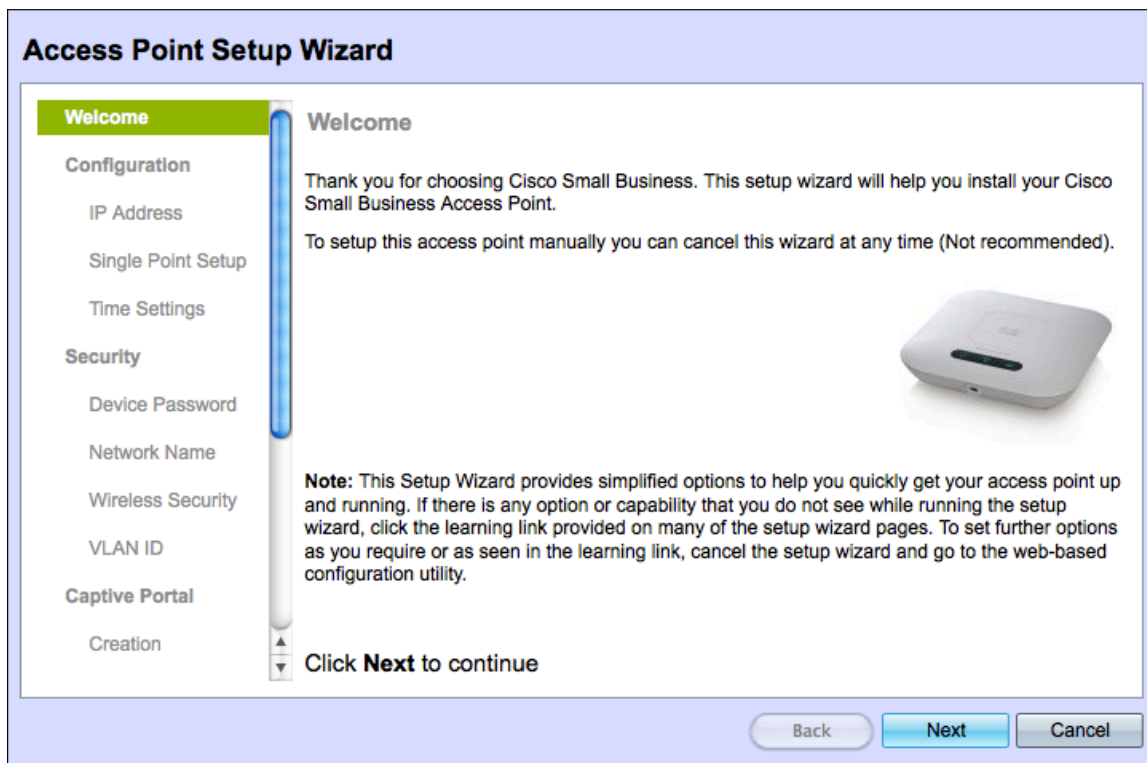 Access Point Setup Wizard
Welcome
Configuration
IP Address
Single Point Setup
Time Settings
Security
Device Password
Network Name
Wireless Security
VLAN ID
Captive Portal
Creation
Welcome
Thank you for choosing Cisco Small Business. This setup wizard will help you install your Cisco
Small Business Access Point.
To setup this access point manually you can cancel this wizard at any time (Not recommended).
Note: This Setup Wizard provides simplified options to help you quickly get your access point up
and running. If there is any option or capability that you do not see while running the setup
wizard, click the learning link provided on many of the setup wizard pages. To set further options
as you require or as seen in the learning link, cancel the setup wizard and go to the web-based
configuration utility.
Click Next to continue
Back
Next
Cancel